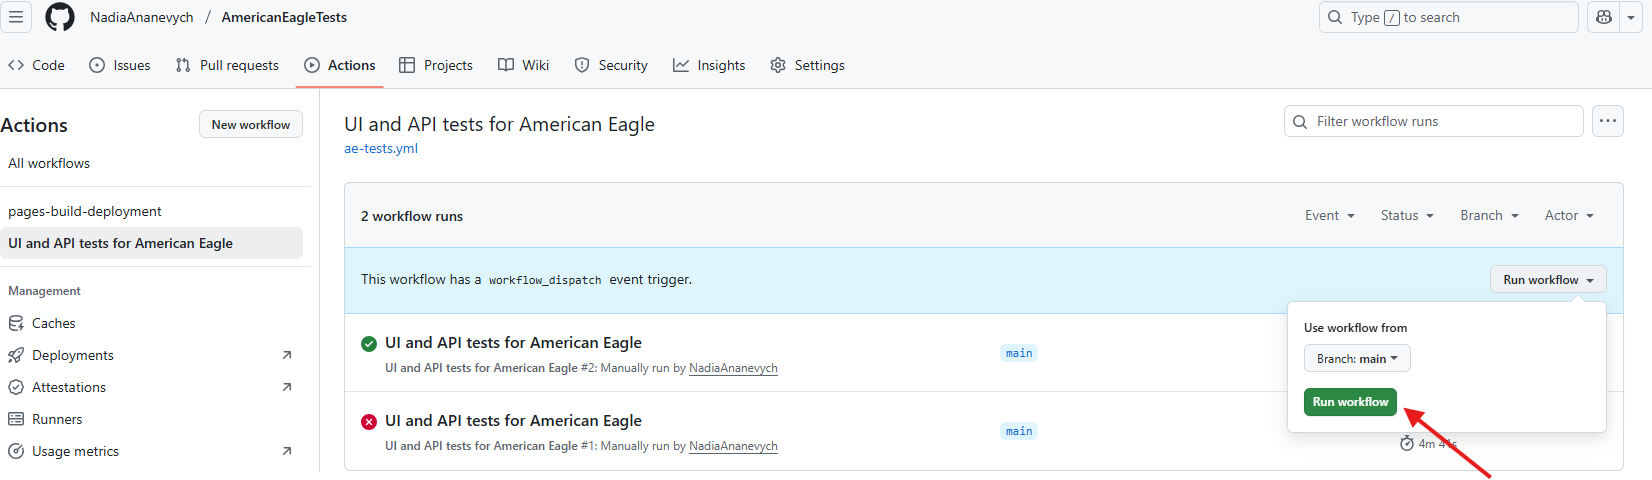 NadiaAnanevych / AmericanEagleTests
Type / to search
Code
Issues
Pull requests
Actions
Projects
Wiki
Security
Insights
Settings
Actions
New workflow
All workflows
pages-build-deployment
UI and API tests for American Eagle
Management
Caches
Deployments
Attestations
Runners
Usage metrics
UI and API tests for American Eagle
ae-tests.yml
Filter workflow runs
2 workflow runs
Event
Status
Branch
Actor
This workflow has a workflow_dispatch event trigger.
Run workflow
Use workflow from
Branch: main
Run workflow
UI and API tests for American Eagle
UI and API tests for American Eagle #2: Manually run by NadiaAnanevych
main
UI and API tests for American Eagle
UI and API tests for American Eagle #1: Manually run by NadiaAnanevych
main
4m 41s